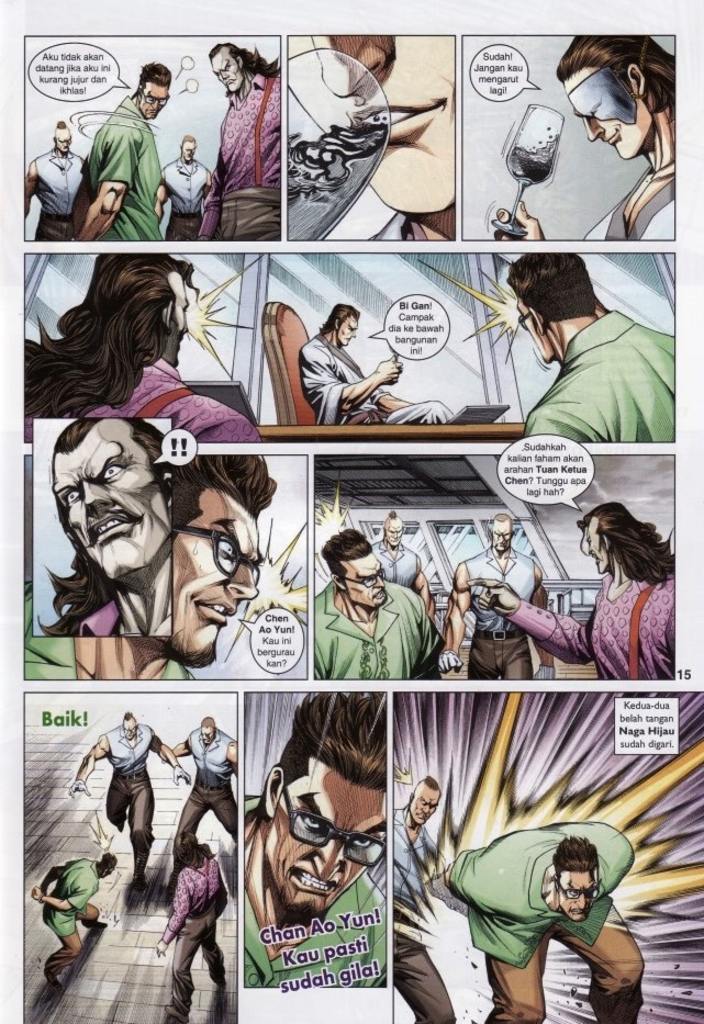 Aku tidak akan
datang jika aku ini
kurang jujur dan
ikhlas!
Sudah!
Jangan kau
mengarut
lagi!
Bi Gan!
Campak
dia ke bawah
bangunan
ini!
!!
Chen
Ao Yun!
Kau ini
bergurau
kan?
Sudahkah
kalian faham akan
arahan Tuan Ketua
Chen? Tunggu apa
lagi hah?
15
Baik!
Chan Ao Yun!
Kau pasti
sudah gila!
Kedua-dua
belah tangan
Naga Hijau
sudah digari.